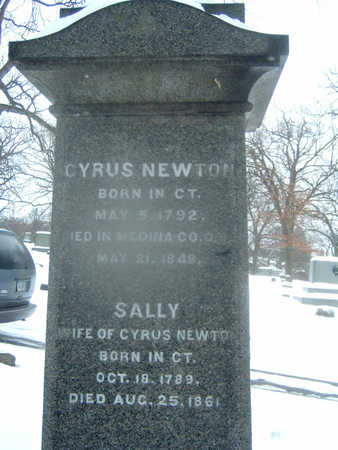 CYRUS NEWTON
BORN IN CT.
MAY 5, 1792.
DIED IN MEDINA CO. O.
MAY 21, 1849.
SALLY
WIFE OF CYRUS NEWTO
BORN IN CT.
OCT. 18, 1789.
DIED AUG. 25, 1861